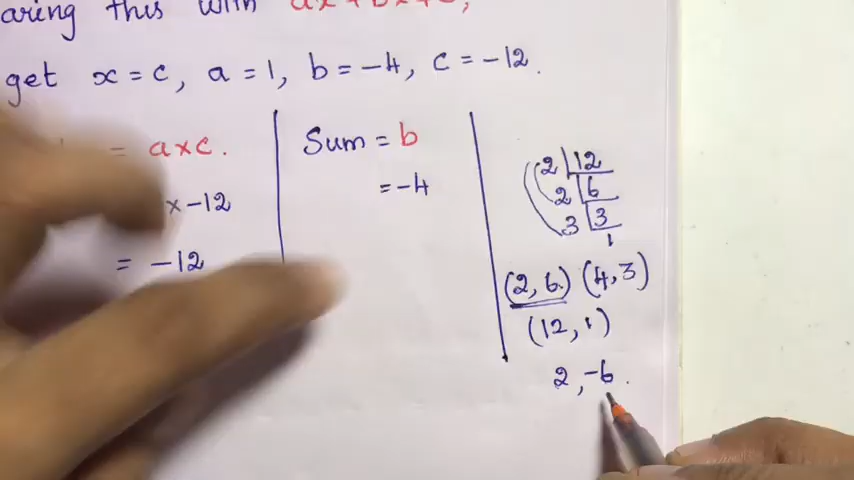 aring this with
get x = c, a = 1, b = -4, c = -12.
= a×c.
× -12
= -12
Sum = b
= -4
2 | 12
2 | 6
3 | 3
1
(2, 6) (4, 3)
(12, 1)
2, -6.